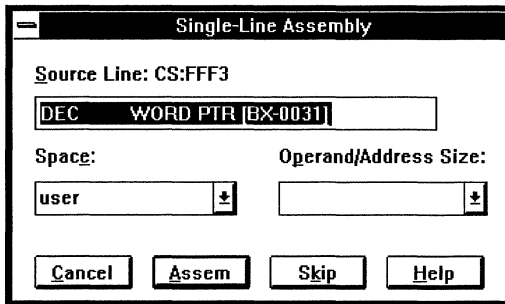 Single-Line Assembly
Source Line: CS:FFF3
DEC WORD PTR [BX-0031]
Space: Operand/Address Size:
user
Cancel Assem Skip Help